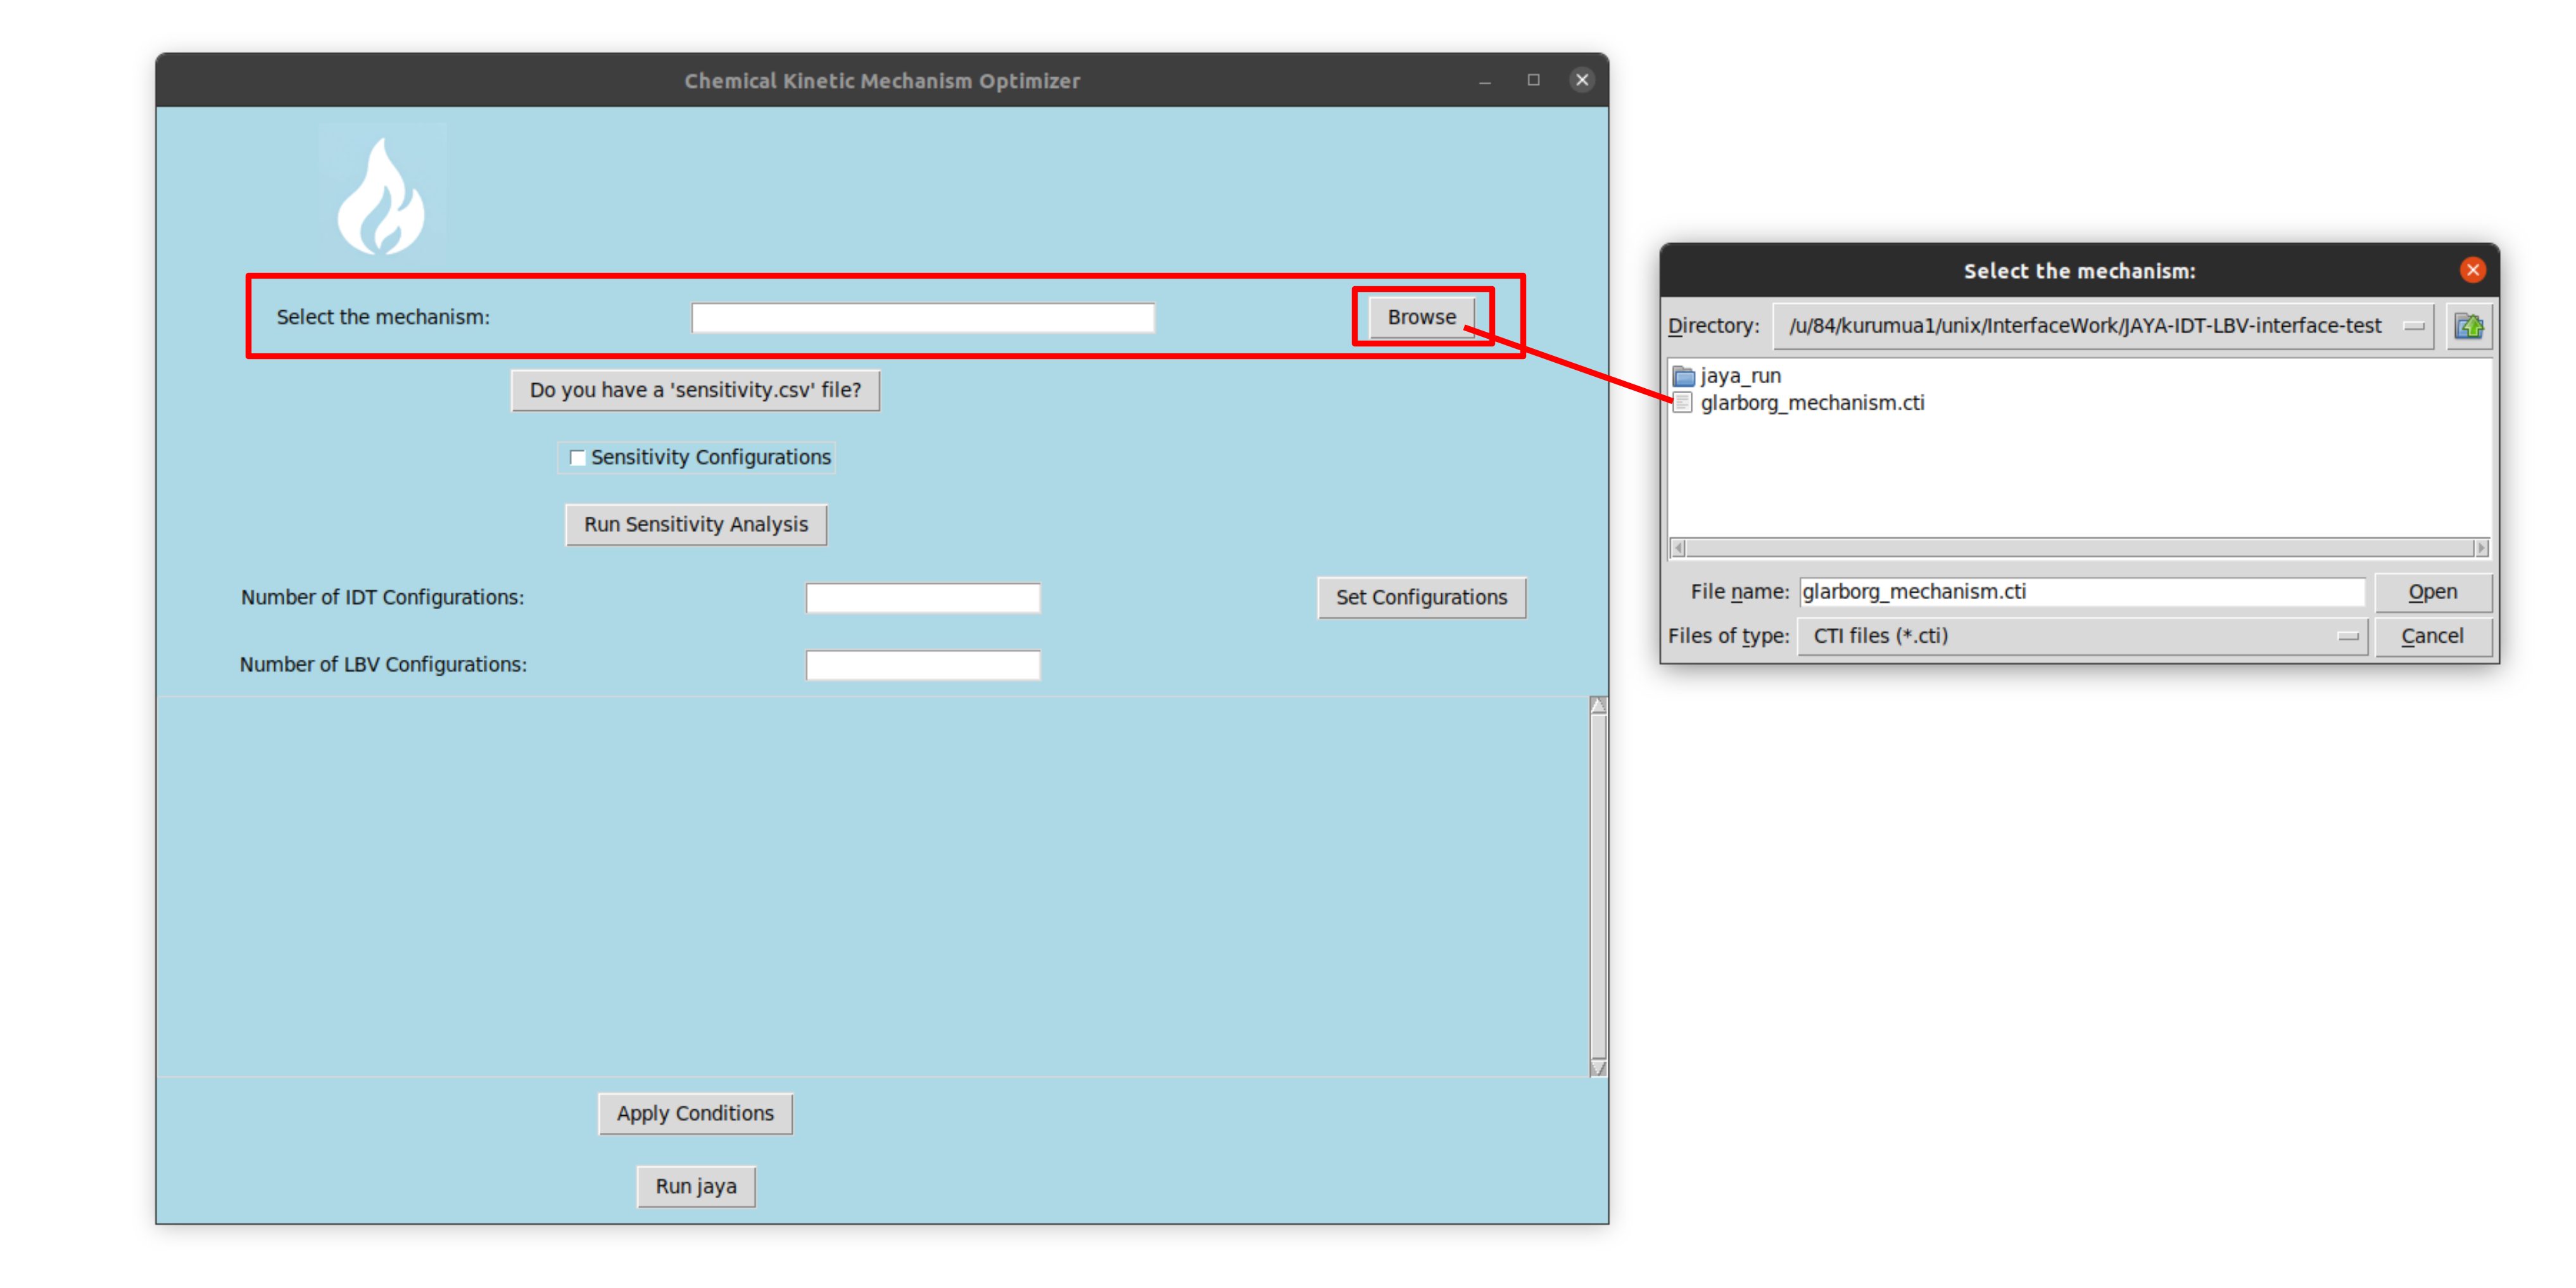 Chemical Kinetic Mechanism Optimizer
Select the mechanism:
Browse
Do you have a 'sensitivity.csv' file?
Sensitivity Configurations
Run Sensitivity Analysis
Number of IDT Configurations:
Set Configurations
Number of LBV Configurations:
Apply Conditions
Run jaya
Select the mechanism:
Directory: /u/84/kurumua1/unix/InterfaceWork/JAYA-IDT-LBV-interface-test
jaya_run
glarborg_mechanism.cti
File name: glarborg_mechanism.cti Open
Files of type: CTI files (*.cti) Cancel